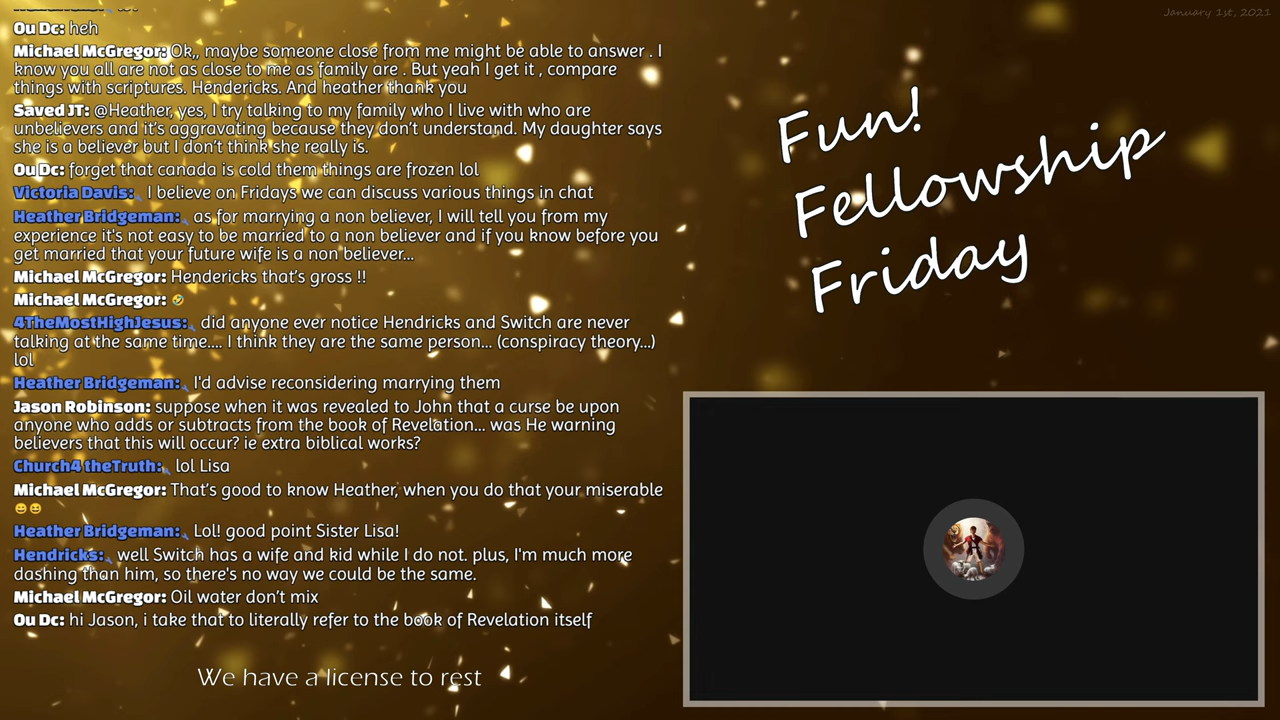 Ou Dc: heh
Michael McGregor: Ok,, maybe someone close from me might be able to answer . I
know you all are not as close to me as family are . But yeah I get it , compare
things with scriptures. Hendericks. And heather thank you
Saved JT: @Heather, yes, I try talking to my family who I live with who are
unbelievers and it's aggravating because they don't understand. My daughter says
she is a believer but I don't think she really is.
Ou Dc: forget that canada is cold them things are frozen lol
Victoria Davis: I believe on Fridays we can discuss various things in chat
Heather Bridgeman: as for marrying a non believer, I will tell you from my
experience it's not easy to be married to a non believer and if you know before you
get married that your future wife is a non believer...
Michael McGregor: Hendericks that's gross !!
Michael McGregor: 🤣
4TheMostHighJesus: did anyone ever notice Hendricks and Switch are never
talking at the same time.... I think they are the same person... (conspiracy theory...)
lol
Heather Bridgeman: I'd advise reconsidering marrying them
Jason Robinson: suppose when it was revealed to John that a curse be upon
anyone who adds or subtracts from the book of Revelation... was He warning
believers that this will occur? ie extra biblical works?
Church4 theTruth: lol Lisa
Michael McGregor: That's good to know Heather, when you do that your miserable
😄😆
Heather Bridgeman: Lol! good point Sister Lisa!
Hendricks: well Switch has a wife and kid while I do not. plus, I'm much more
dashing than him, so there's no way we could be the same.
Michael McGregor: Oil water don't mix
Ou Dc: hi Jason, i take that to literally refer to the book of Revelation itself
We have a license to rest
January 1st, 2021
Fun!
Fellowship
Friday